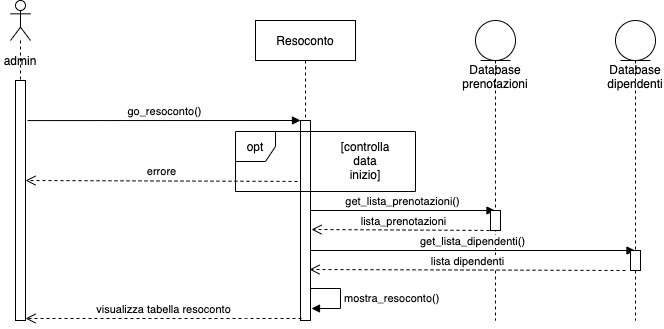 admin
Resoconto
Database
prenotazioni
Database
dipendenti
go_resoconto()
opt
[controlla
data
inizio]
errore
get_lista_prenotazioni()
lista_prenotazioni
get_lista_dipendenti()
lista dipendenti
mostra_resoconto()
visualizza tabella resoconto